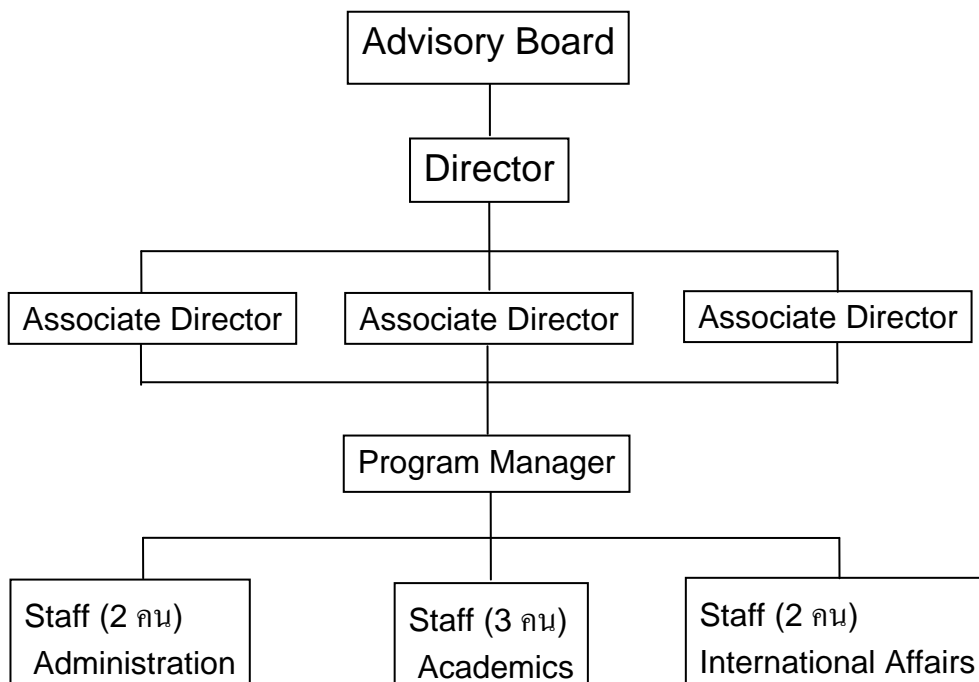 Advisory Board
Director
Associate Director
Associate Director
Associate Director
Program Manager
Staff (2 คน)
Administration
Staff (3 คน)
Academics
Staff (2 คน)
International Affairs